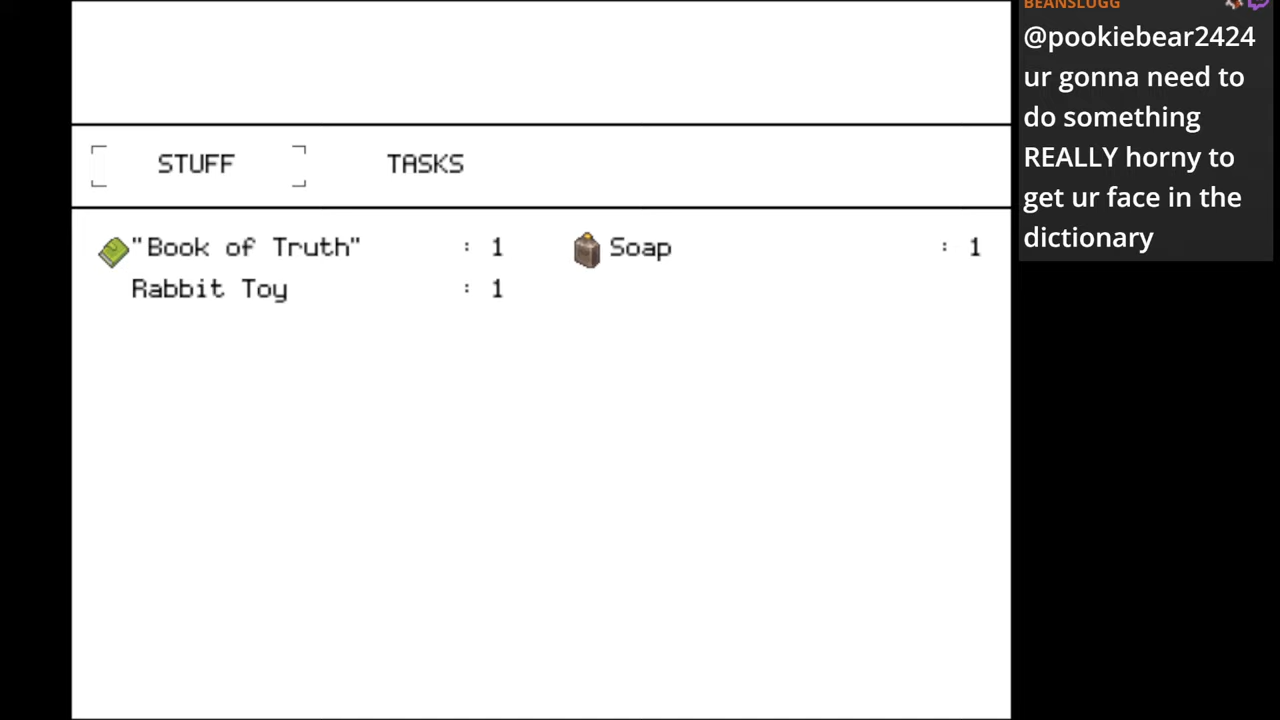 STUFF TASKS
"Book of Truth" : 1 Soap : 1
Rabbit Toy : 1
BEANSLUGG
@pookiebear2424
ur gonna need to
do something
REALLY horny to
get ur face in the
dictionary